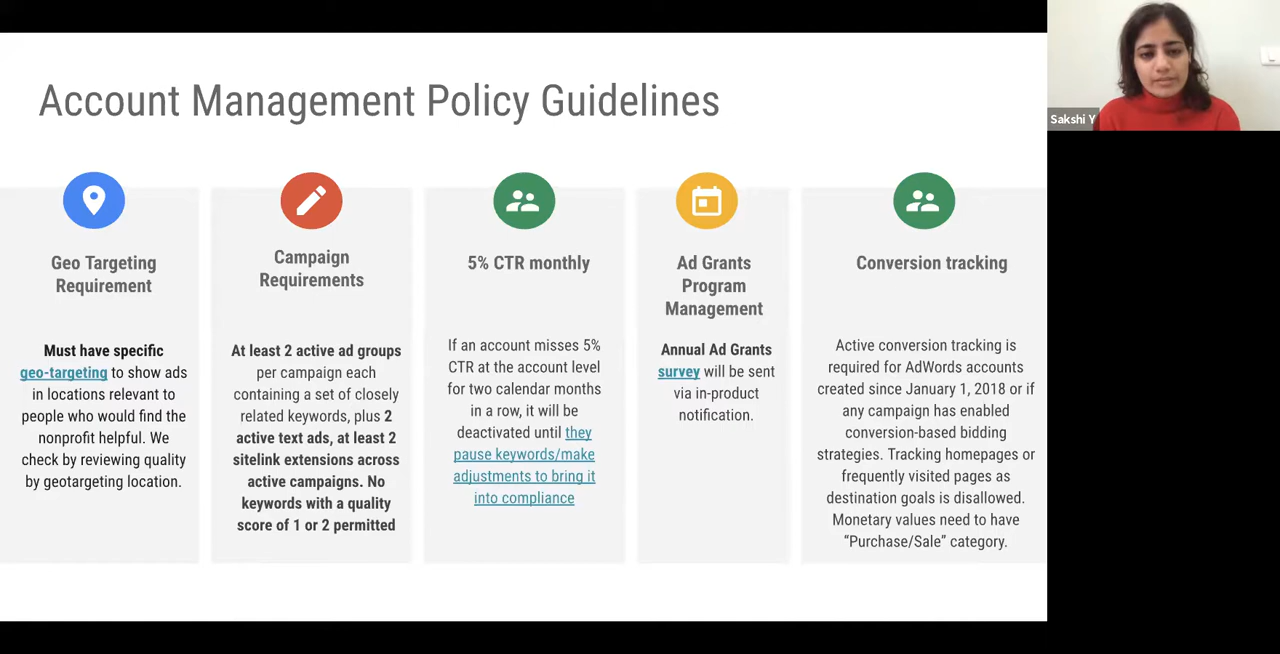 Account Management Policy Guidelines
Geo Targeting
Requirement
Must have specific
geo-targeting to show ads
in locations relevant to
people who would find the
nonprofit helpful. We
check by reviewing quality
by geotargeting location.
Campaign
Requirements
At least 2 active ad groups
per campaign each
containing a set of closely
related keywords, plus 2
active text ads, at least 2
sitelink extensions across
active campaigns. No
keywords with a quality
score of 1 or 2 permitted
5% CTR monthly
If an account misses 5%
CTR at the account level
for two calendar months
in a row, it will be
deactivated until they
pause keywords/make
adjustments to bring it
into compliance
Ad Grants
Program
Management
Annual Ad Grants
survey will be sent
via in-product
notification.
Conversion tracking
Active conversion tracking is
required for AdWords accounts
created since January 1, 2018 or if
any campaign has enabled
conversion-based bidding
strategies. Tracking homepages or
frequently visited pages as
destination goals is disallowed.
Monetary values need to have
“Purchase/Sale” category.
Sakshi Y